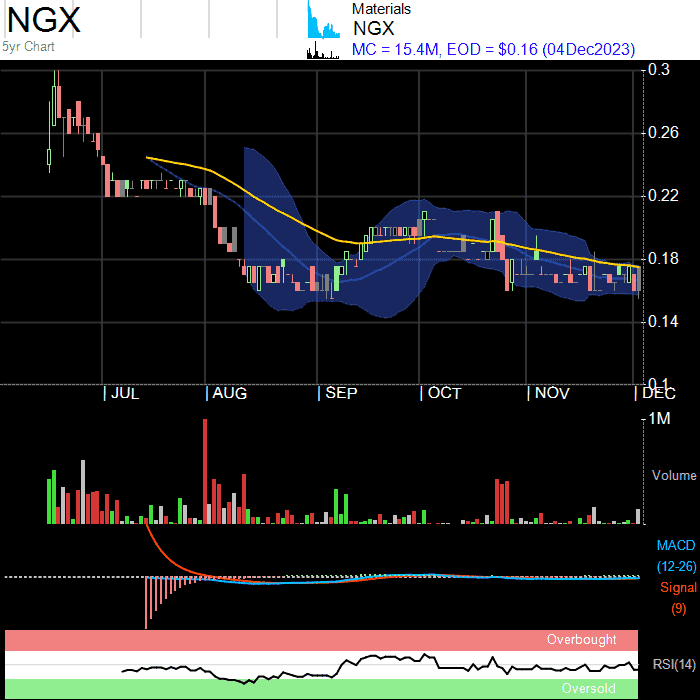 NGX
5yr Chart
Materials
NGX
MC = 15.4M, EOD = $0.16 (04Dec2023)
0.3
0.26
0.22
0.18
0.14
0.1
| JUL | AUG | SEP | OCT | NOV | DEC
1M
Volume
MACD
(12-26)
Signal
(9)
Overbought
RSI(14)
Oversold